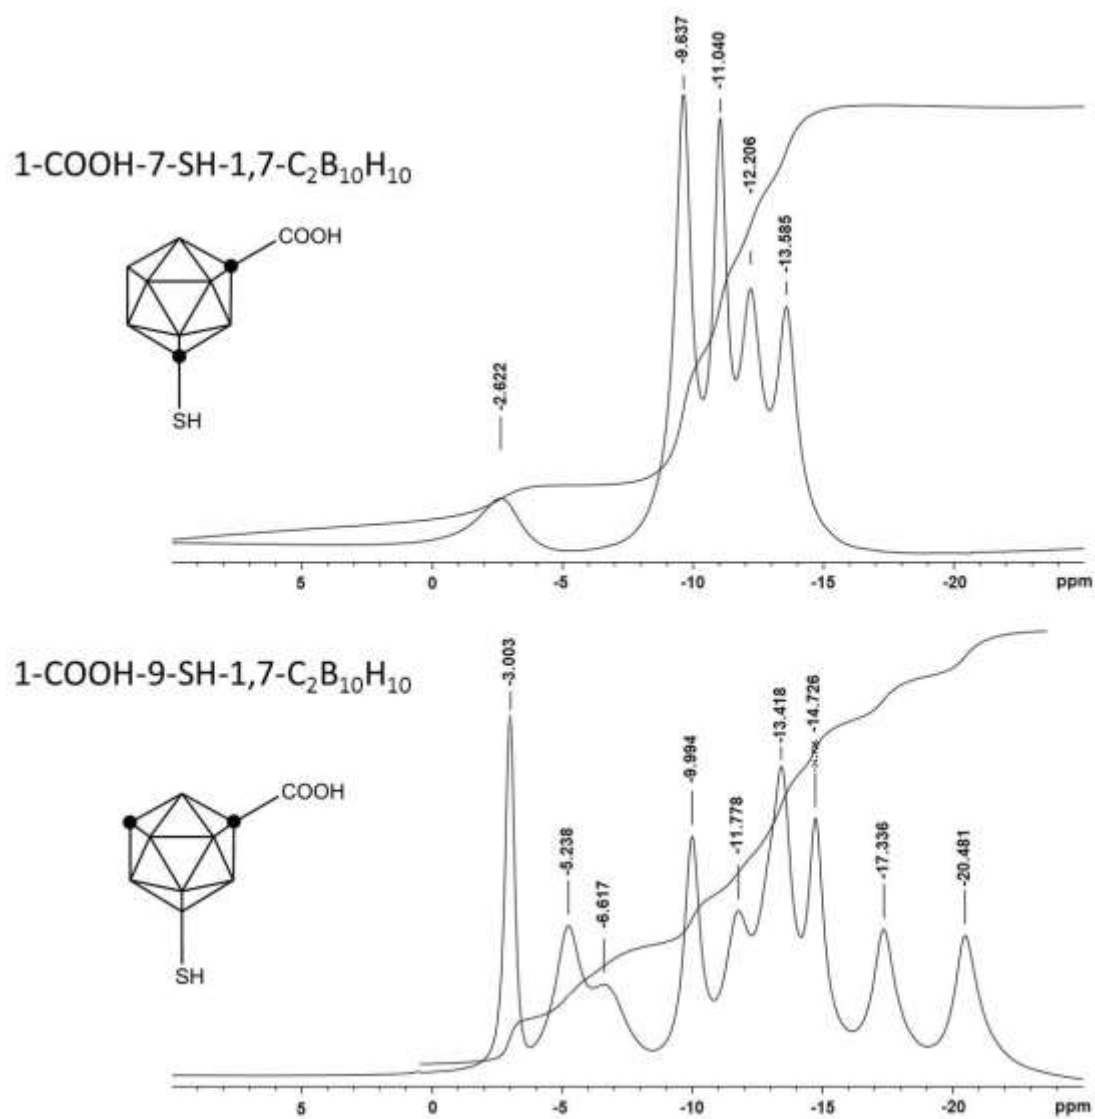 -9.637
-11.040
-12.206
-13.585
-2.622
1-COOH-7-SH-1,7-C₂B₁₀H₁₀
COOH
SH
5 0 -5 -10 -15 -20 ppm
1-COOH-9-SH-1,7-C₂B₁₀H₁₀
COOH
SH
-3.003
-5.238
-6.617
-9.994
-11.778
-13.418
-14.726
-17.336
-20.481
5 0 -5 -10 -15 -20 ppm